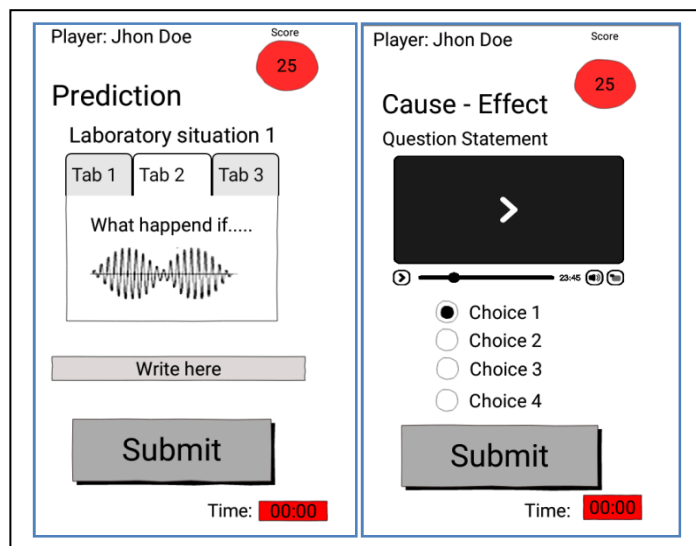 Player: Jhon Doe
Score
25
Prediction
Laboratory situation 1
Tab 1 Tab 2 Tab 3
What happend if.....
Write here
Submit
Time: 00:00
Player: Jhon Doe
Score
25
Cause - Effect
Question Statement
23:45
Choice 1
Choice 2
Choice 3
Choice 4
Submit
Time: 00:00